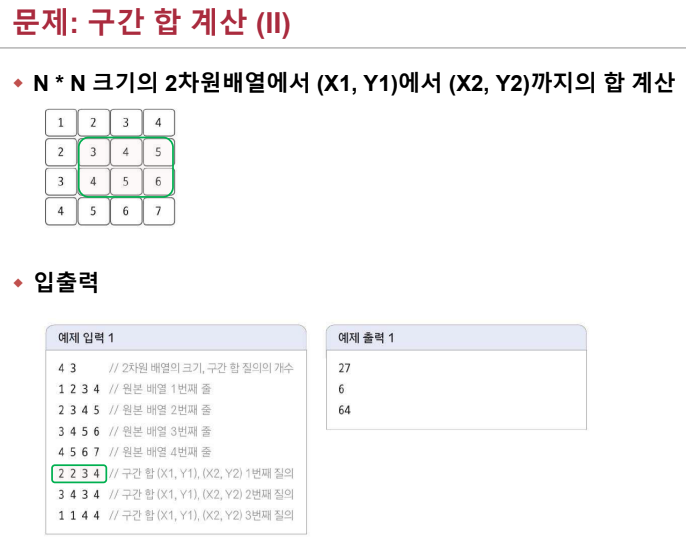 문제: 구간 합 계산 (II)
N * N 크기의 2차원배열에서 (X1, Y1)에서 (X2, Y2)까지의 합 계산
1 2 3 4
2 3 4 5
3 4 5 6
4 5 6 7
입출력
예제 입력 1
4 3 // 2차원 배열의 크기, 구간 합 질의의 개수
1 2 3 4 // 원본 배열 1번째 줄
2 3 4 5 // 원본 배열 2번째 줄
3 4 5 6 // 원본 배열 3번째 줄
4 5 6 7 // 원본 배열 4번째 줄
2 2 3 4 // 구간 합 (X1, Y1), (X2, Y2) 1번째 질의
3 4 3 4 // 구간 합 (X1, Y1), (X2, Y2) 2번째 질의
1 1 4 4 // 구간 합 (X1, Y1), (X2, Y2) 3번째 질의
예제 출력 1
27
6
64